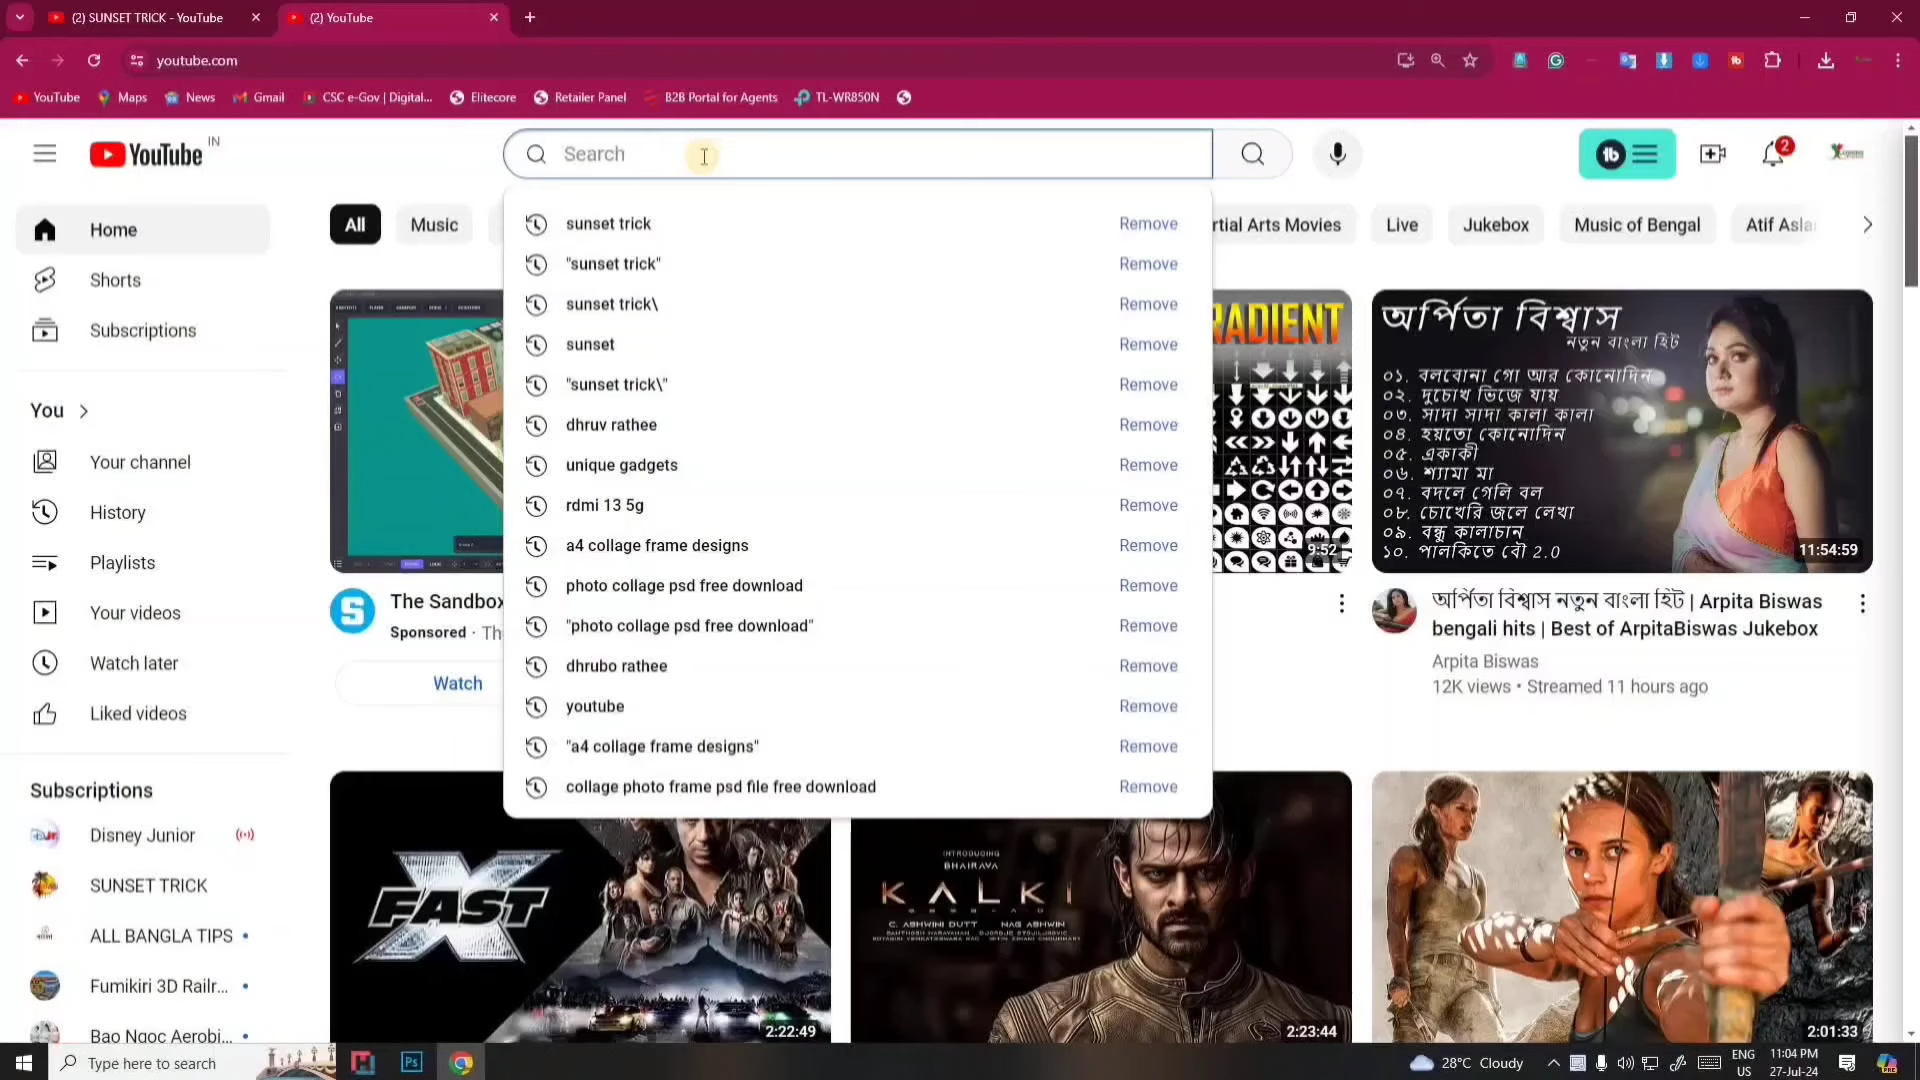 (2) SUNSET TRICK - YouTube
(2) YouTube
youtube.com
YouTube
Maps
News
Gmail
CSC e-Gov | Digital...
Elitecore
Retailer Panel
B2B Portal for Agents
TL-WR850N
YouTube IN
Search
2
Home
Shorts
Subscriptions
You
Your channel
History
Playlists
Your videos
Watch later
Liked videos
Subscriptions
Disney Junior
SUNSET TRICK
ALL BANGLA TIPS
Fumikiri 3D Railr...
Bao Ngoc Aerobi...
All
Music
rtial Arts Movies
Live
Jukebox
Music of Bengal
Atif Asla
sunset trick Remove
"sunset trick" Remove
sunset trick\ Remove
sunset Remove
"sunset trick\" Remove
dhruv rathee Remove
unique gadgets Remove
rdmi 13 5g Remove
a4 collage frame designs Remove
photo collage psd free download Remove
"photo collage psd free download" Remove
dhrubo rathee Remove
youtube Remove
"a4 collage frame designs" Remove
collage photo frame psd file free download Remove
The Sandbox
Sponsored · Th
Watch
RADIENT
9:52
অর্পিতা বিশ্বাস
নতুন বাংলা হিট
০১. বলবোনা গো আর কোনোদিন
০২. দুচোখ ভিজে যায়
০৩. সাদা সাদা কালা কালা
০৪. হয়তো কোনোদিন
০৫. একাকী
০৬. শ্যামা মা
০৭. বদলে গেলি বল
০৮. চোখেরি জলে লেখা
০৯. বন্ধু কালাচান
১০. পালকিতে বৌ 2.0
11:54:59
অর্পিতা বিশ্বাস নতুন বাংলা হিট | Arpita Biswas
bengali hits | Best of ArpitaBiswas Jukebox
Arpita Biswas
12K views • Streamed 11 hours ago
FAST X
2:22:49
INTRODUCING
BHAIRAVA
KALKI
C. ASHWINI DUTT NAG ASHWIN
2:23:44
2:01:33
Type here to search
Ps
28°C Cloudy
ENG
US
11:04 PM
27-Jul-24